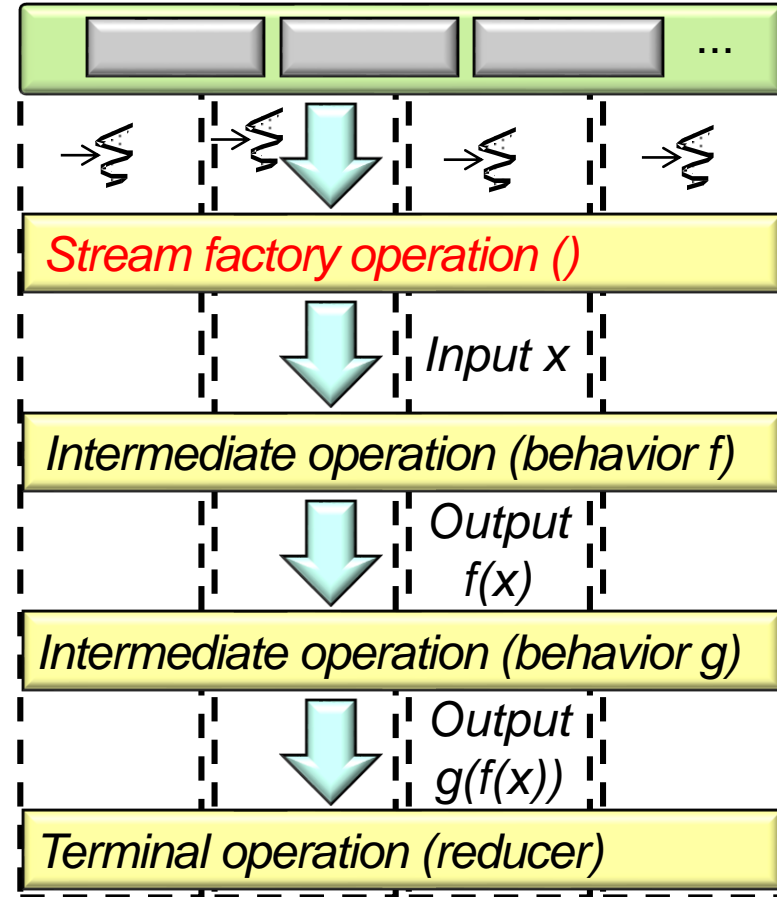 ...
Stream factory operation ()
Input x
Intermediate operation (behavior f)
Output
f(x)
Intermediate operation (behavior g)
Output
g(f(x))
Terminal operation (reducer)